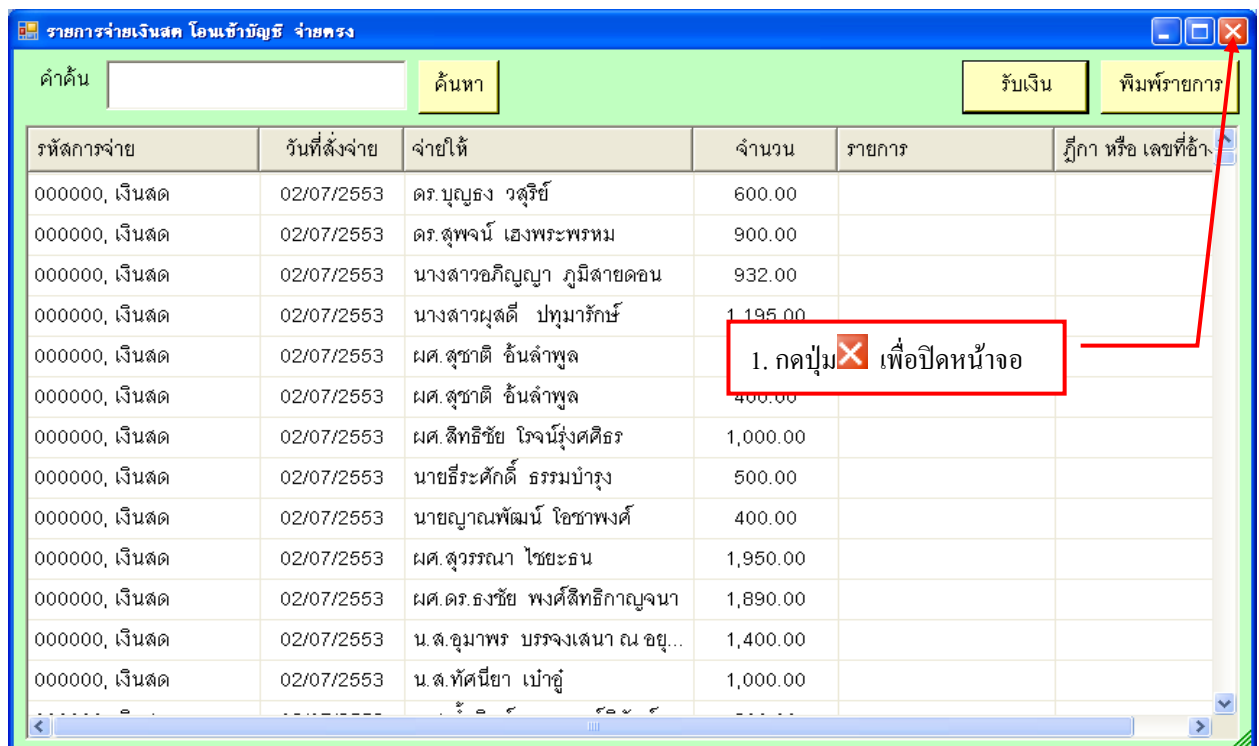 รายการจ่ายเงินสด โอนเข้าบัญชี จ่ายตรง
คำค้น ค้นหา รับเงิน พิมพ์รายการ
รหัสการจ่าย วันที่สั่งจ่าย จ่ายให้ จำนวน รายการ ฎีกา หรือ เลขที่อ้าง
000000, เงินสด 02/07/2553 ดร.บุญธง วสุริย์ 600.00
000000, เงินสด 02/07/2553 ดร.สุพจน์ เฮงพระพรหม 900.00
000000, เงินสด 02/07/2553 นางสาวอภิญญา ภูมิสายดอน 932.00
000000, เงินสด 02/07/2553 นางสาวผุสดี ปทุมารักษ์ 1,195.00
000000, เงินสด 02/07/2553 ผศ.สุชาติ อ้นลำพูล
1. กดปุ่ม เพื่อปิดหน้าจอ
000000, เงินสด 02/07/2553 ผศ.สุชาติ อ้นลำพูล 400.00
000000, เงินสด 02/07/2553 ผศ.สิทธิชัย โรจน์รุ่งศศิธร 1,000.00
000000, เงินสด 02/07/2553 นายธีระศักดิ์ ธรรมบำรุง 500.00
000000, เงินสด 02/07/2553 นายญาณพัฒน์ โอชาพงศ์ 400.00
000000, เงินสด 02/07/2553 ผศ.สุวรรณา ไชยะธน 1,950.00
000000, เงินสด 02/07/2553 ผศ.ดร.ธงชัย พงศ์สิทธิกาญจนา 1,890.00
000000, เงินสด 02/07/2553 น.ส.อุมาพร บรรจงเสนา ณ อยุ... 1,400.00
000000, เงินสด 02/07/2553 น.ส.ทัศนียา เบ๋าอู๋ 1,000.00